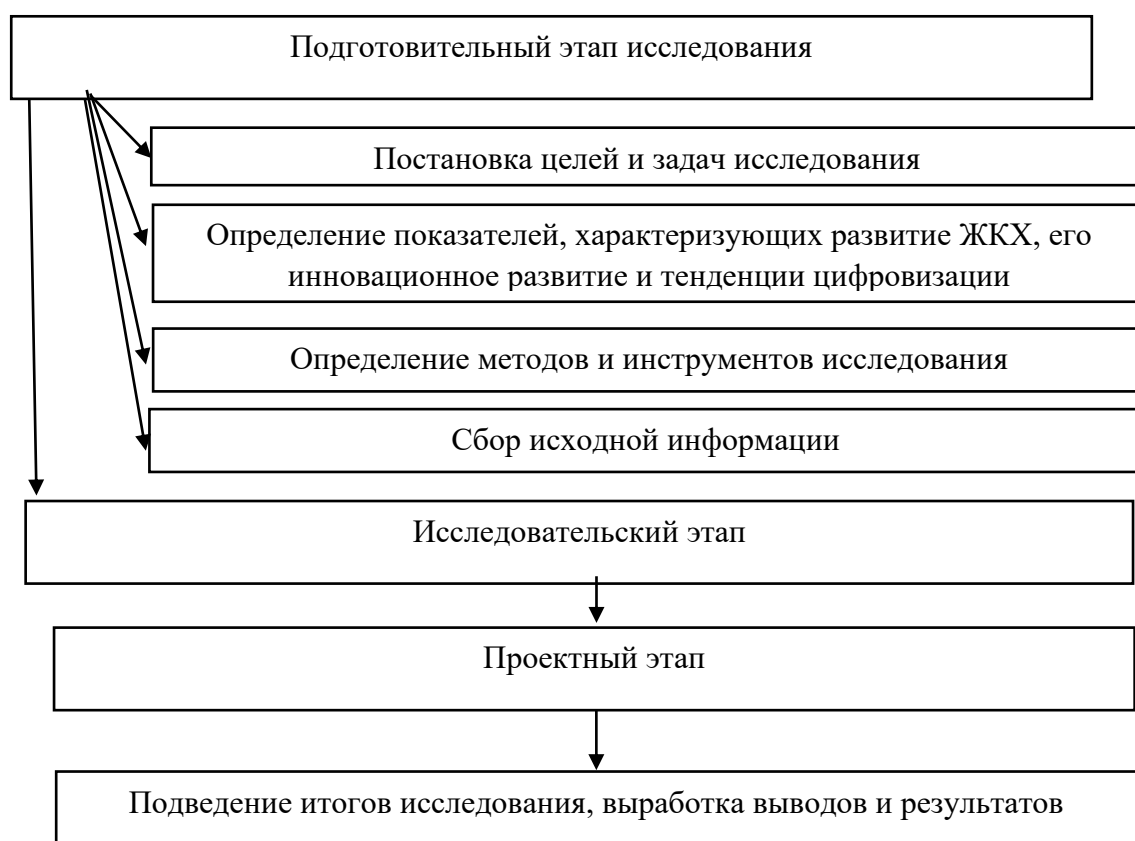 Подготовительный этап исследования
Постановка целей и задач исследования
Определение показателей, характеризующих развитие ЖКХ, его
инновационное развитие и тенденции цифровизации
Определение методов и инструментов исследования
Сбор исходной информации
Исследовательский этап
Проектный этап
Подведение итогов исследования, выработка выводов и результатов